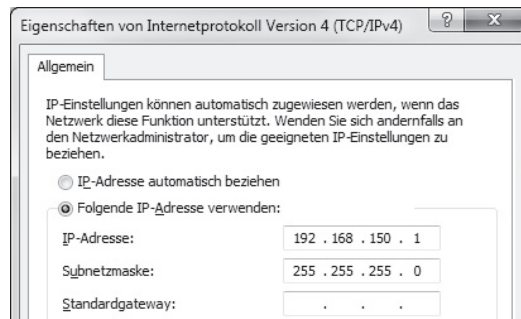 Eigenschaften von Internetprotokoll Version 4 (TCP/IPv4)
Allgemein
IP-Einstellungen können automatisch zugewiesen werden, wenn das
Netzwerk diese Funktion unterstützt. Wenden Sie sich andernfalls an
den Netzwerkadministrator, um die geeigneten IP-Einstellungen zu
beziehen.
IP-Adresse automatisch beziehen
Folgende IP-Adresse verwenden:
IP-Adresse: 192 . 168 . 150 . 1
Subnetzmaske: 255 . 255 . 255 . 0
Standardgateway: . . .